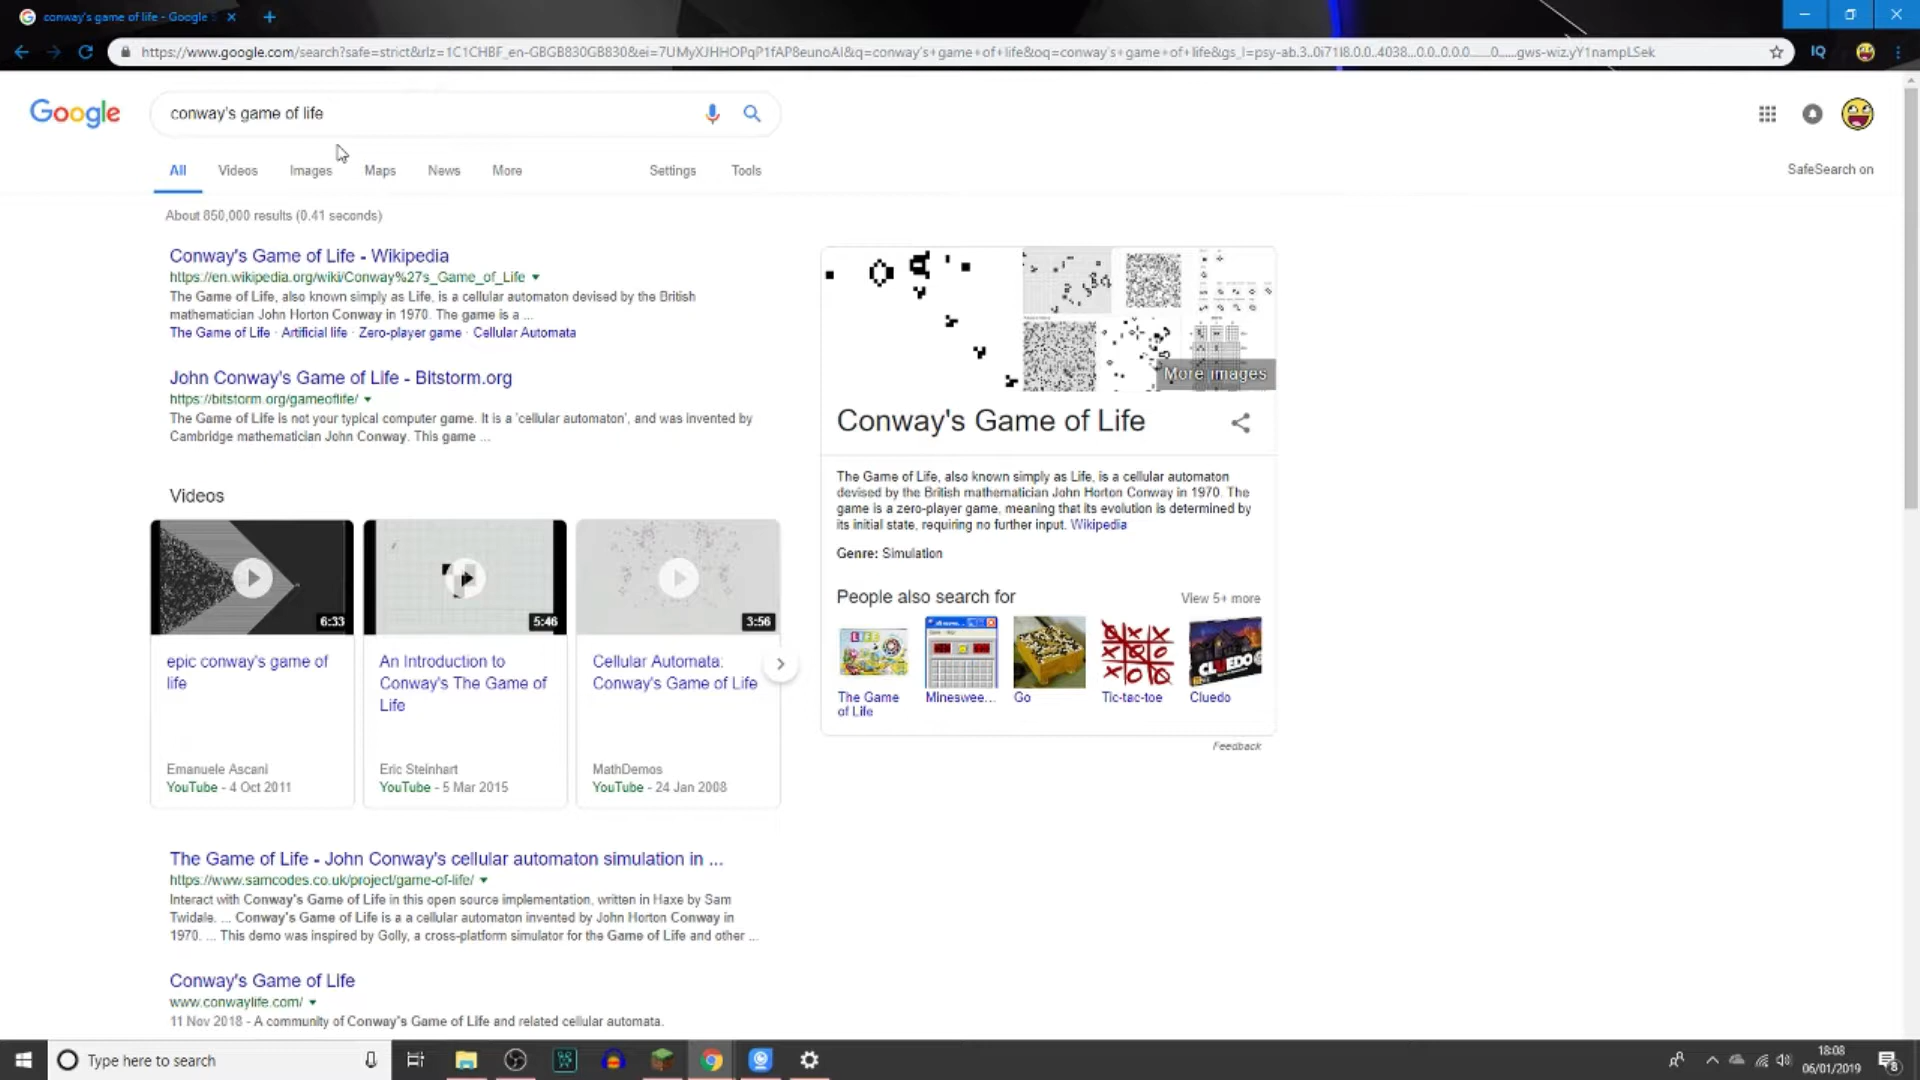 conway's game of life - Google
https://www.google.com/search?safe=strict&rlz=1C1CHBF_en-GBGB830GB830&ei=7UMyXJHHOPqP1fAP8eunoAI&q=conway's+game+of+life&oq=conway's+game+of+life&gs_l=psy-ab.3..0i71l8.0.0..4038...0.0..0.0.0.......0......gws-wiz.yY1nampLSek
IQ
Google
conway's game of life
All
Videos
Images
Maps
News
More
Settings
Tools
SafeSearch on
About 850,000 results (0.41 seconds)
Conway's Game of Life - Wikipedia
https://en.wikipedia.org/wiki/Conway%27s_Game_of_Life
The Game of Life, also known simply as Life, is a cellular automaton devised by the British
mathematician John Horton Conway in 1970. The game is a ...
The Game of Life · Artificial life · Zero-player game · Cellular Automata
John Conway's Game of Life - Bitstorm.org
https://bitstorm.org/gameoflife/
The Game of Life is not your typical computer game. It is a 'cellular automaton', and was invented by
Cambridge mathematician John Conway. This game ...
Videos
6:33
epic conway's game of
life
Emanuele Ascani
YouTube - 4 Oct 2011
5:46
An Introduction to
Conway's The Game of
Life
Eric Steinhart
YouTube - 5 Mar 2015
3:56
Cellular Automata:
Conway's Game of Life
MathDemos
YouTube - 24 Jan 2008
The Game of Life - John Conway's cellular automaton simulation in ...
https://www.samcodes.co.uk/project/game-of-life/
Interact with Conway's Game of Life in this open source implementation, written in Haxe by Sam
Twidale. ... Conway's Game of Life is a a cellular automaton invented by John Horton Conway in
1970. ... This demo was inspired by Golly, a cross-platform simulator for the Game of Life and other ...
Conway's Game of Life
www.conwaylife.com/
11 Nov 2018 - A community of Conway's Game of Life and related cellular automata.
More images
Conway's Game of Life
The Game of Life, also known simply as Life, is a cellular automaton
devised by the British mathematician John Horton Conway in 1970. The
game is a zero-player game, meaning that its evolution is determined by
its initial state, requiring no further input. Wikipedia
Genre: Simulation
People also search for
View 5+ more
LIFE
CLUEDO
The Game
of Life
Mineswee...
Go
Tic-tac-toe
Cluedo
Feedback
Type here to search
18:08
06/01/2019
8